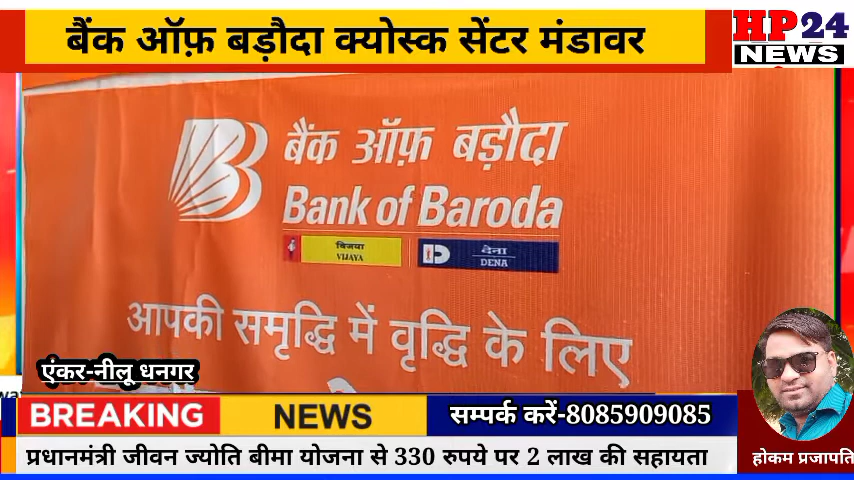 बैंक ऑफ़ बड़ौदा क्योस्क सेंटर मंडावर
HP24
NEWS
बैंक ऑफ़ बड़ौदा
Bank of Baroda
विजया
VIJAYA
देना
DENA
आपकी समृद्धि में वृद्धि के लिए
एंकर-नीलू धनगर
BREAKING NEWS
सम्पर्क करें-8085909085
प्रधानमंत्री जीवन ज्योति बीमा योजना से 330 रुपये पर 2 लाख की सहायता
होकम प्रजापति